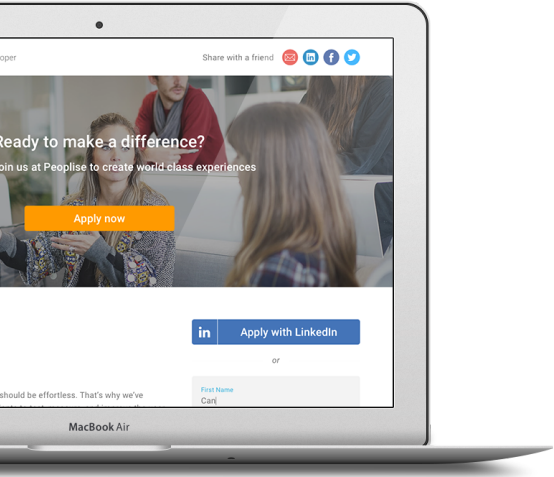 oper
Share with a friend
Ready to make a difference?
oin us at Peoplise to create world class experiences
Apply now
in Apply with LinkedIn
or
First Name
should be effortless. That's why we've
Can
MacBook Air